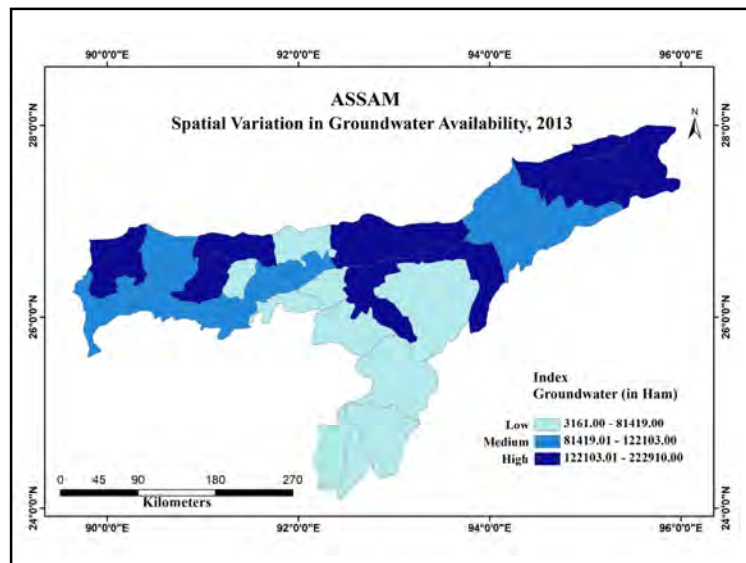 90°0'0"E 92°0'0"E 94°0'0"E 96°0'0"E
ASSAM
Spatial Variation in Groundwater Availability, 2013
N
28°0'0"N 28°0'0"N
26°0'0"N 26°0'0"N
Index
Groundwater (in Ham)
Low 3161.00 - 81419.00
Medium 81419.01 - 122103.00
High 122103.01 - 222910.00
0 45 90 180 270
Kilometers
24°0'0"N 24°0'0"N
90°0'0"E 92°0'0"E 94°0'0"E 96°0'0"E